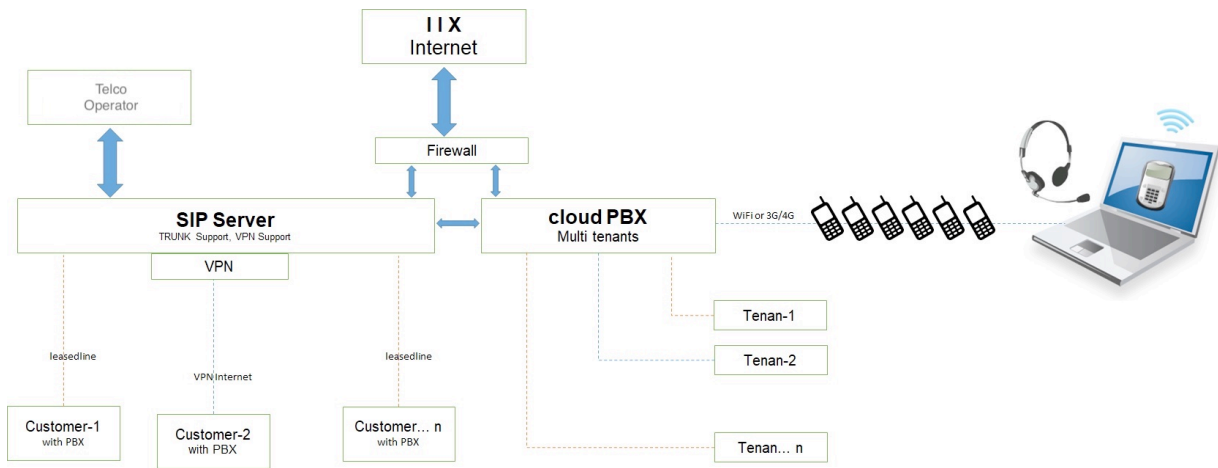 I I X
Internet
Telco
Operator
Firewall
SIP Server
TRUNK Support, VPN Support
VPN
cloud PBX
Multi tenants
WiFi or 3G/4G
Tenan-1
Tenan-2
Tenan... n
leasedline
VPN Internet
leasedline
Customer-1
with PBX
Customer-2
with PBX
Customer... n
with PBX